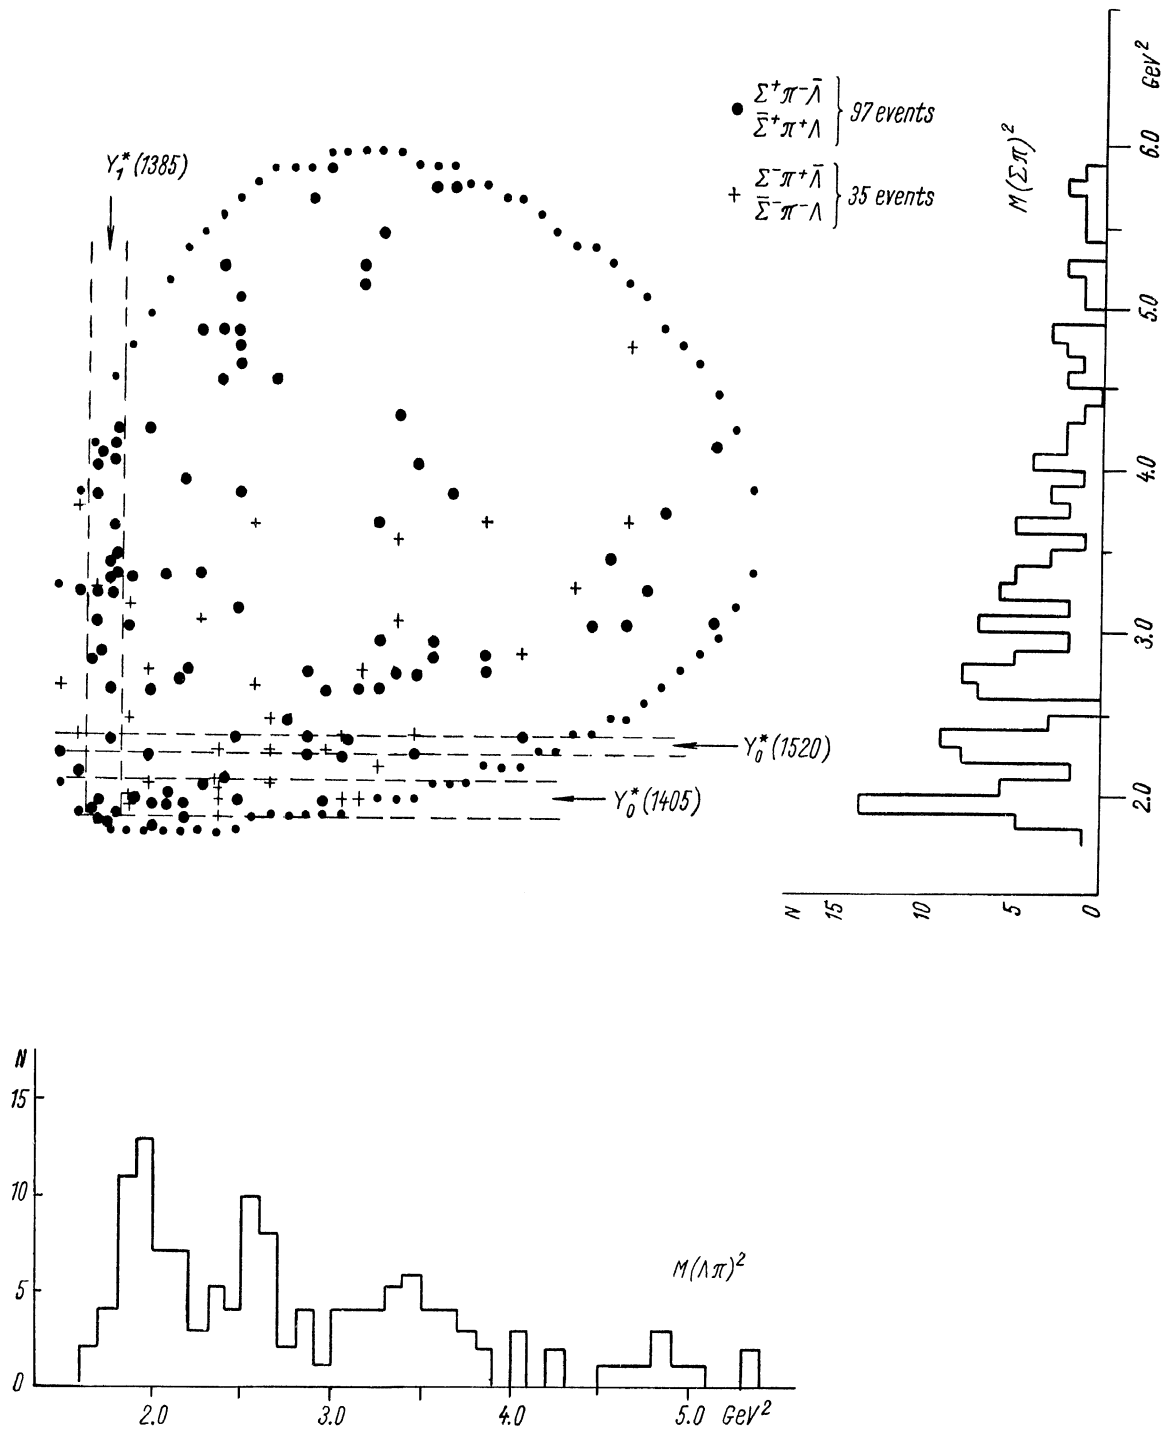 GeV²
6.0
M(Σπ)²
5.0
4.0
3.0
2.0
Σ⁺π⁻Λ̄
Σ̄⁺π⁺Λ
} 97 events
Σ⁻π⁺Λ̄
Σ̄⁻π⁻Λ
} 35 events
Y₁*(1385)
Y₀*(1520)
Y₀*(1405)
N 15 10 5 0
N
15
10
5
0
M(Λπ)²
2.0 3.0 4.0 5.0 GeV²